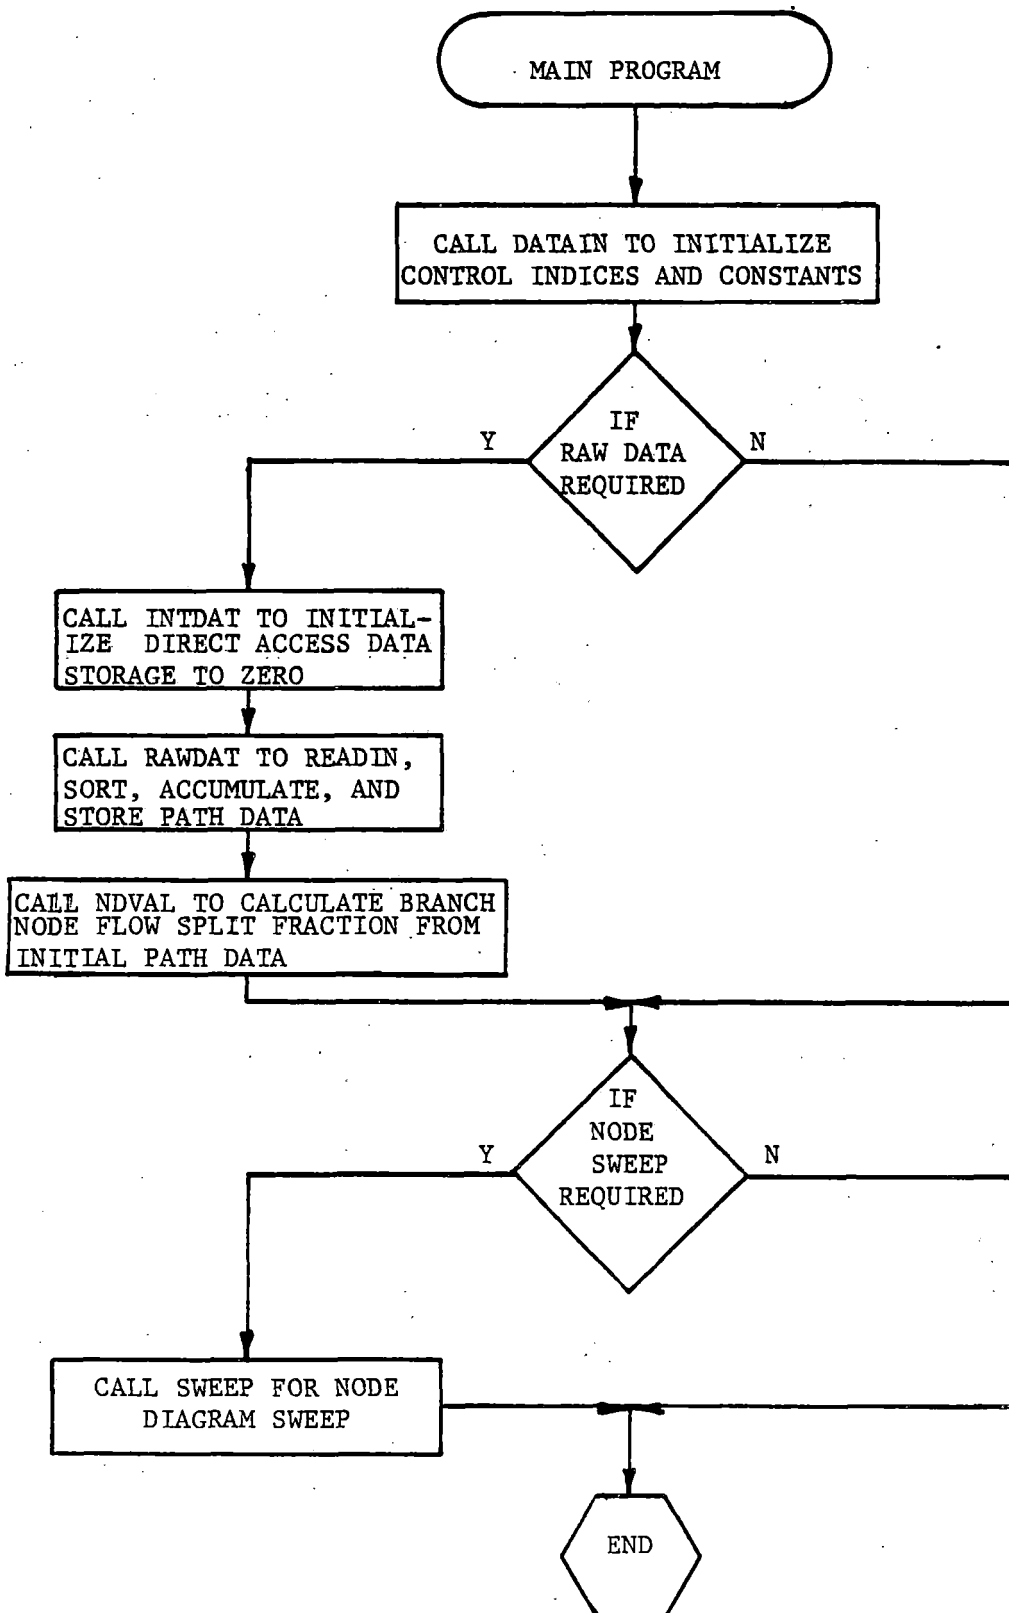 MAIN PROGRAM
CALL DATAIN TO INITIALIZE
CONTROL INDICES AND CONSTANTS
IF
RAW DATA
REQUIRED
Y
N
CALL INTDAT TO INITIAL-
IZE DIRECT ACCESS DATA
STORAGE TO ZERO
CALL RAWDAT TO READIN,
SORT, ACCUMULATE, AND
STORE PATH DATA
CALL NDVAL TO CALCULATE BRANCH
NODE FLOW SPLIT FRACTION FROM
INITIAL PATH DATA
IF
NODE
SWEEP
REQUIRED
Y
N
CALL SWEEP FOR NODE
DIAGRAM SWEEP
END